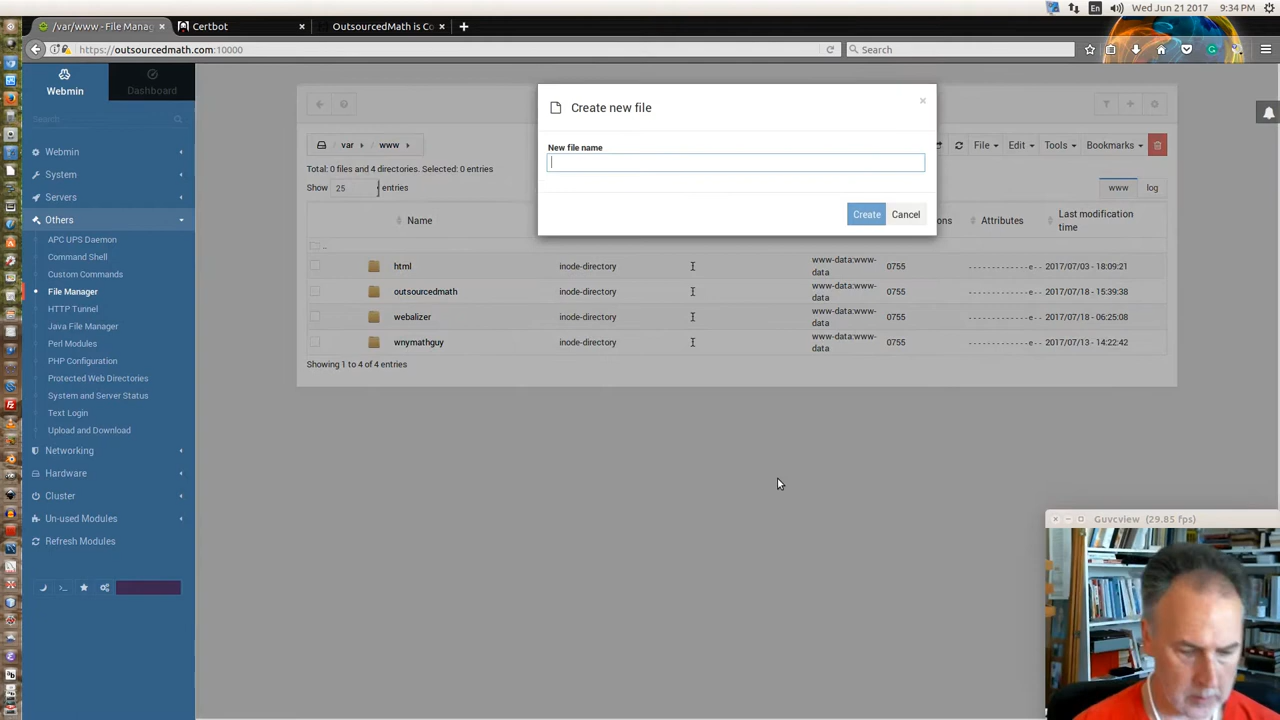 En
Wed Jun 21 2017
9:34 PM
/var/www - File Manag
Certbot
OutsourcedMath is Co
https://outsourcedmath.com:10000
Search
Webmin
Dashboard
Search
Webmin
System
Servers
Others
APC UPS Daemon
Command Shell
Custom Commands
File Manager
HTTP Tunnel
Java File Manager
Perl Modules
PHP Configuration
Protected Web Directories
System and Server Status
Text Login
Upload and Download
Networking
Hardware
Cluster
Un-used Modules
Refresh Modules
Create new file
New file name
Create Cancel
var www
File Edit Tools Bookmarks
Total: 0 files and 4 directories. Selected: 0 entries
Show 25 entries
www log
Name
ons
Attributes
Last modification
time
..
html inode-directory www-data:www-data 0755 -------------e-- 2017/07/03 - 18:09:21
outsourcedmath inode-directory www-data:www-data 0755 -------------e-- 2017/07/18 - 15:39:38
webalizer inode-directory www-data:www-data 0755 -------------e-- 2017/07/18 - 06:25:08
wnymathguy inode-directory www-data:www-data 0755 -------------e-- 2017/07/13 - 14:22:42
Showing 1 to 4 of 4 entries
Guvcview (29.85 fps)